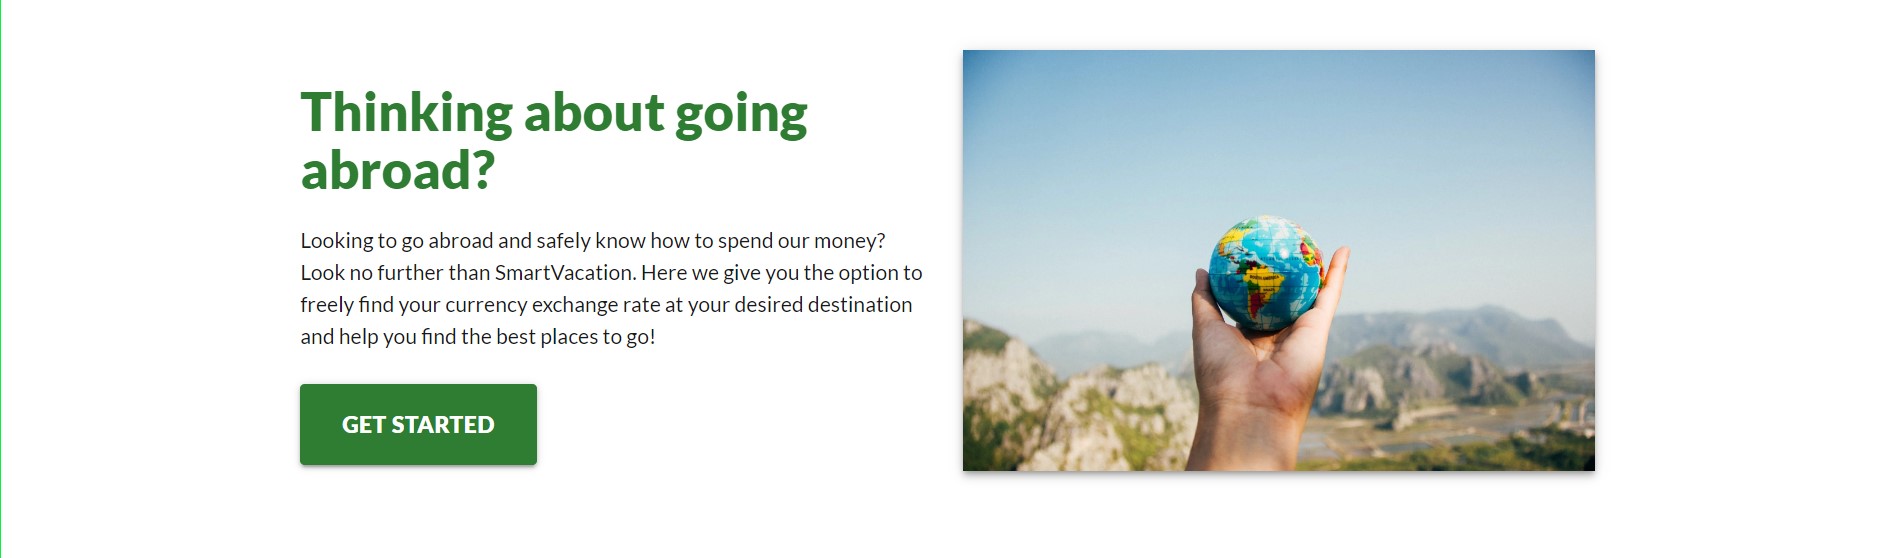 Thinking about going
abroad?
Looking to go abroad and safely know how to spend our money?
Look no further than SmartVacation. Here we give you the option to
freely find your currency exchange rate at your desired destination
and help you find the best places to go!
GET STARTED